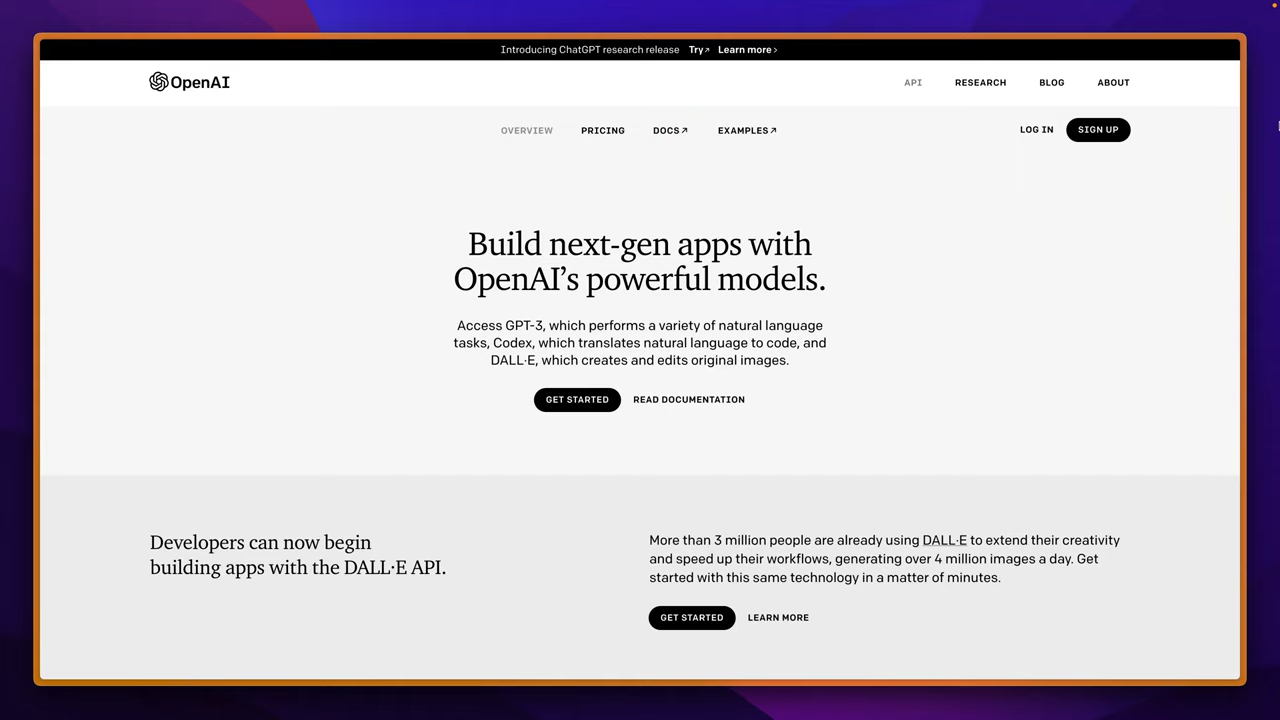 Introducing ChatGPT research release Try↗ Learn more ›
OpenAI
API RESEARCH BLOG ABOUT
OVERVIEW PRICING DOCS↗ EXAMPLES↗
LOG IN SIGN UP
Build next-gen apps with
OpenAI’s powerful models.
Access GPT-3, which performs a variety of natural language
tasks, Codex, which translates natural language to code, and
DALL·E, which creates and edits original images.
GET STARTED READ DOCUMENTATION
Developers can now begin
building apps with the DALL·E API.
More than 3 million people are already using DALL·E to extend their creativity
and speed up their workflows, generating over 4 million images a day. Get
started with this same technology in a matter of minutes.
GET STARTED LEARN MORE